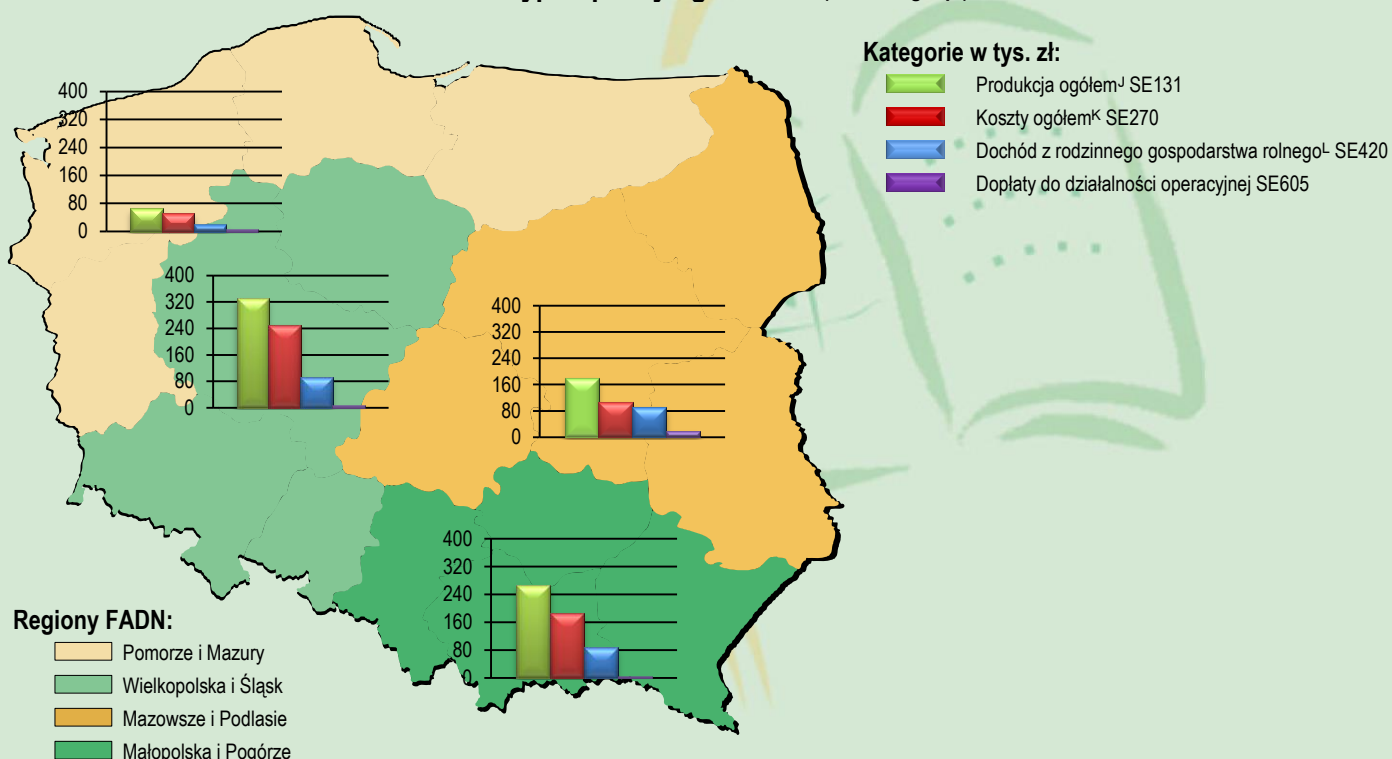 Kategorie w tys. zł:
Produkcja ogółemᴶ SE131
Koszty ogółemᴷ SE270
Dochód z rodzinnego gospodarstwa rolnegoᴸ SE420
Dopłaty do działalności operacyjnej SE605
400
320
240
160
80
0
400
320
240
160
80
0
400
320
240
160
80
0
400
320
240
160
80
0
Regiony FADN:
Pomorze i Mazury
Wielkopolska i Śląsk
Mazowsze i Podlasie
Małopolska i Pogórze